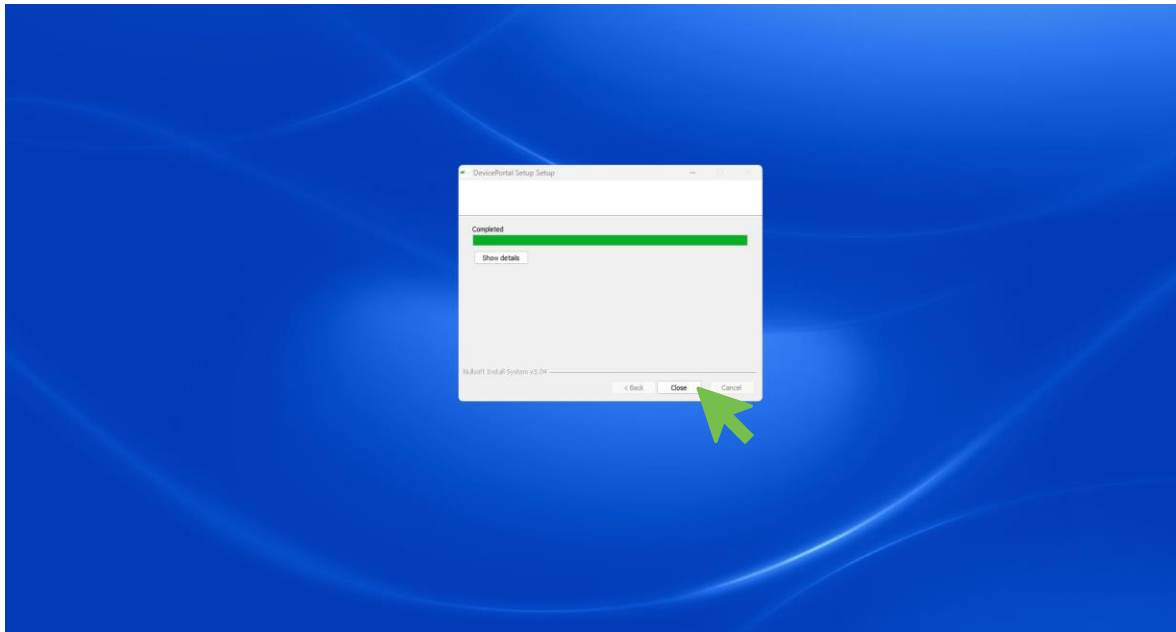 DevicePortal Setup Setup
Completed
Show details
Nullsoft Install System v3.04
< Back Close Cancel